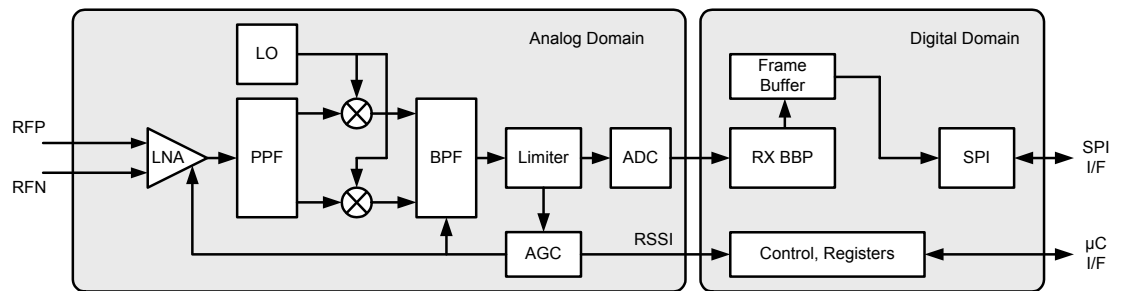 Analog Domain
Digital Domain
LO
Frame
Buffer
RFP
RFN
LNA
PPF
BPF
Limiter
ADC
RX BBP
SPI
SPI
I/F
AGC
RSSI
Control, Registers
µC
I/F